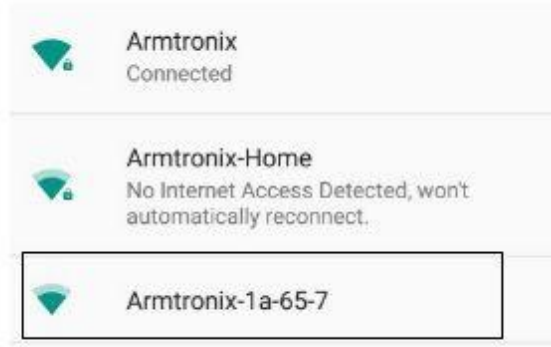 Armtronix
Connected
Armtronix-Home
No Internet Access Detected, won't
automatically reconnect.
Armtronix-1a-65-7